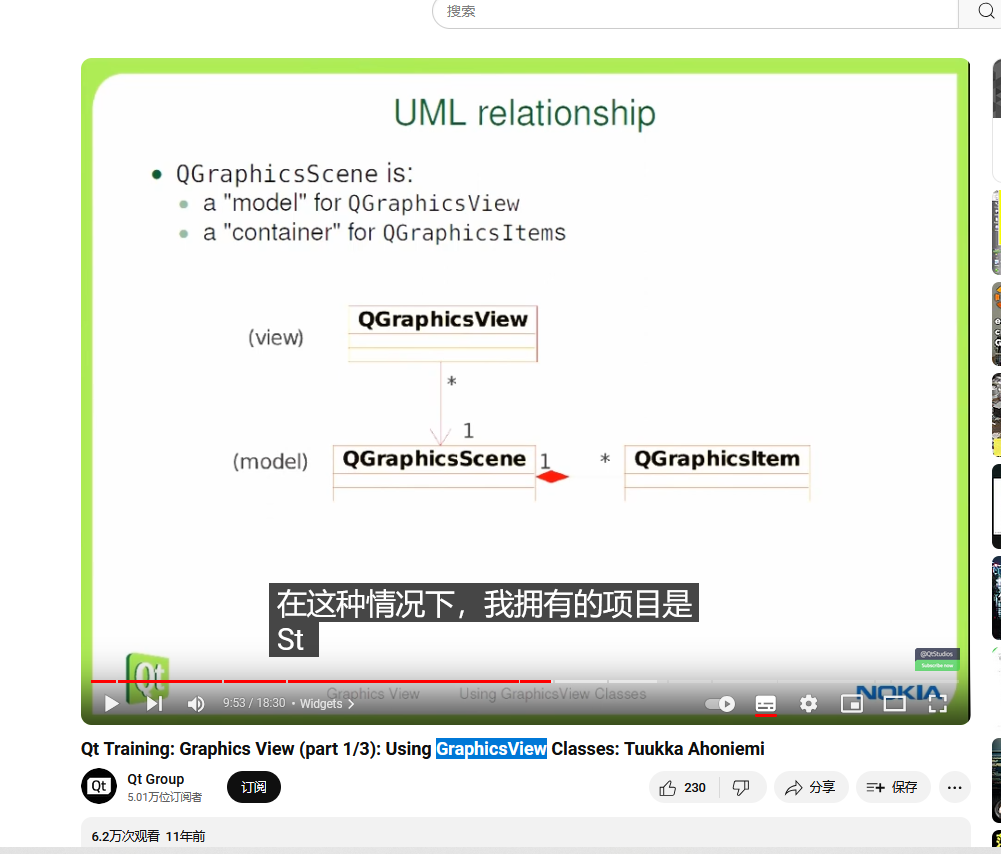 搜索
UML relationship
QGraphicsScene is:
a "model" for QGraphicsView
a "container" for QGraphicsItems
(view)
QGraphicsView
*
1
(model)
QGraphicsScene
1
*
QGraphicsItem
在这种情况下，我拥有的项目是
St
@QtStudios
Subscribe now
Qt
Graphics View
Using GraphicsView Classes
NOKIA
9:53 / 18:30 • Widgets
Qt Training: Graphics View (part 1/3): Using GraphicsView Classes: Tuukka Ahoniemi
Qt
Qt Group
5.01万位订阅者
订阅
230
分享
保存
6.2万次观看 11年前